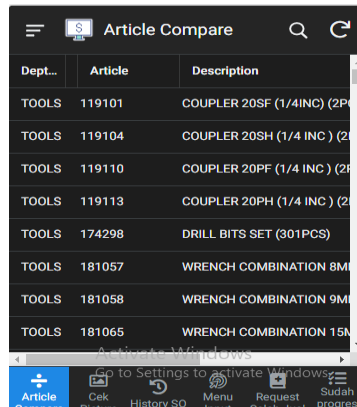 Article Compare
Dept... Article Description
TOOLS 119101 COUPLER 20SF (1/4INC) (2P
TOOLS 119104 COUPLER 20SH (1/4 INC ) (2
TOOLS 119110 COUPLER 20PF (1/4 INC ) (2
TOOLS 119113 COUPLER 20PH (1/4 INC ) (2
TOOLS 174298 DRILL BITS SET (301PCS)
TOOLS 181057 WRENCH COMBINATION 8M
TOOLS 181058 WRENCH COMBINATION 9M
TOOLS 181065 WRENCH COMBINATION 15M
Activate Windows
Go to Settings to activate Windows.
Article
Cek
History SO
Menu
Request
Sudah
progres